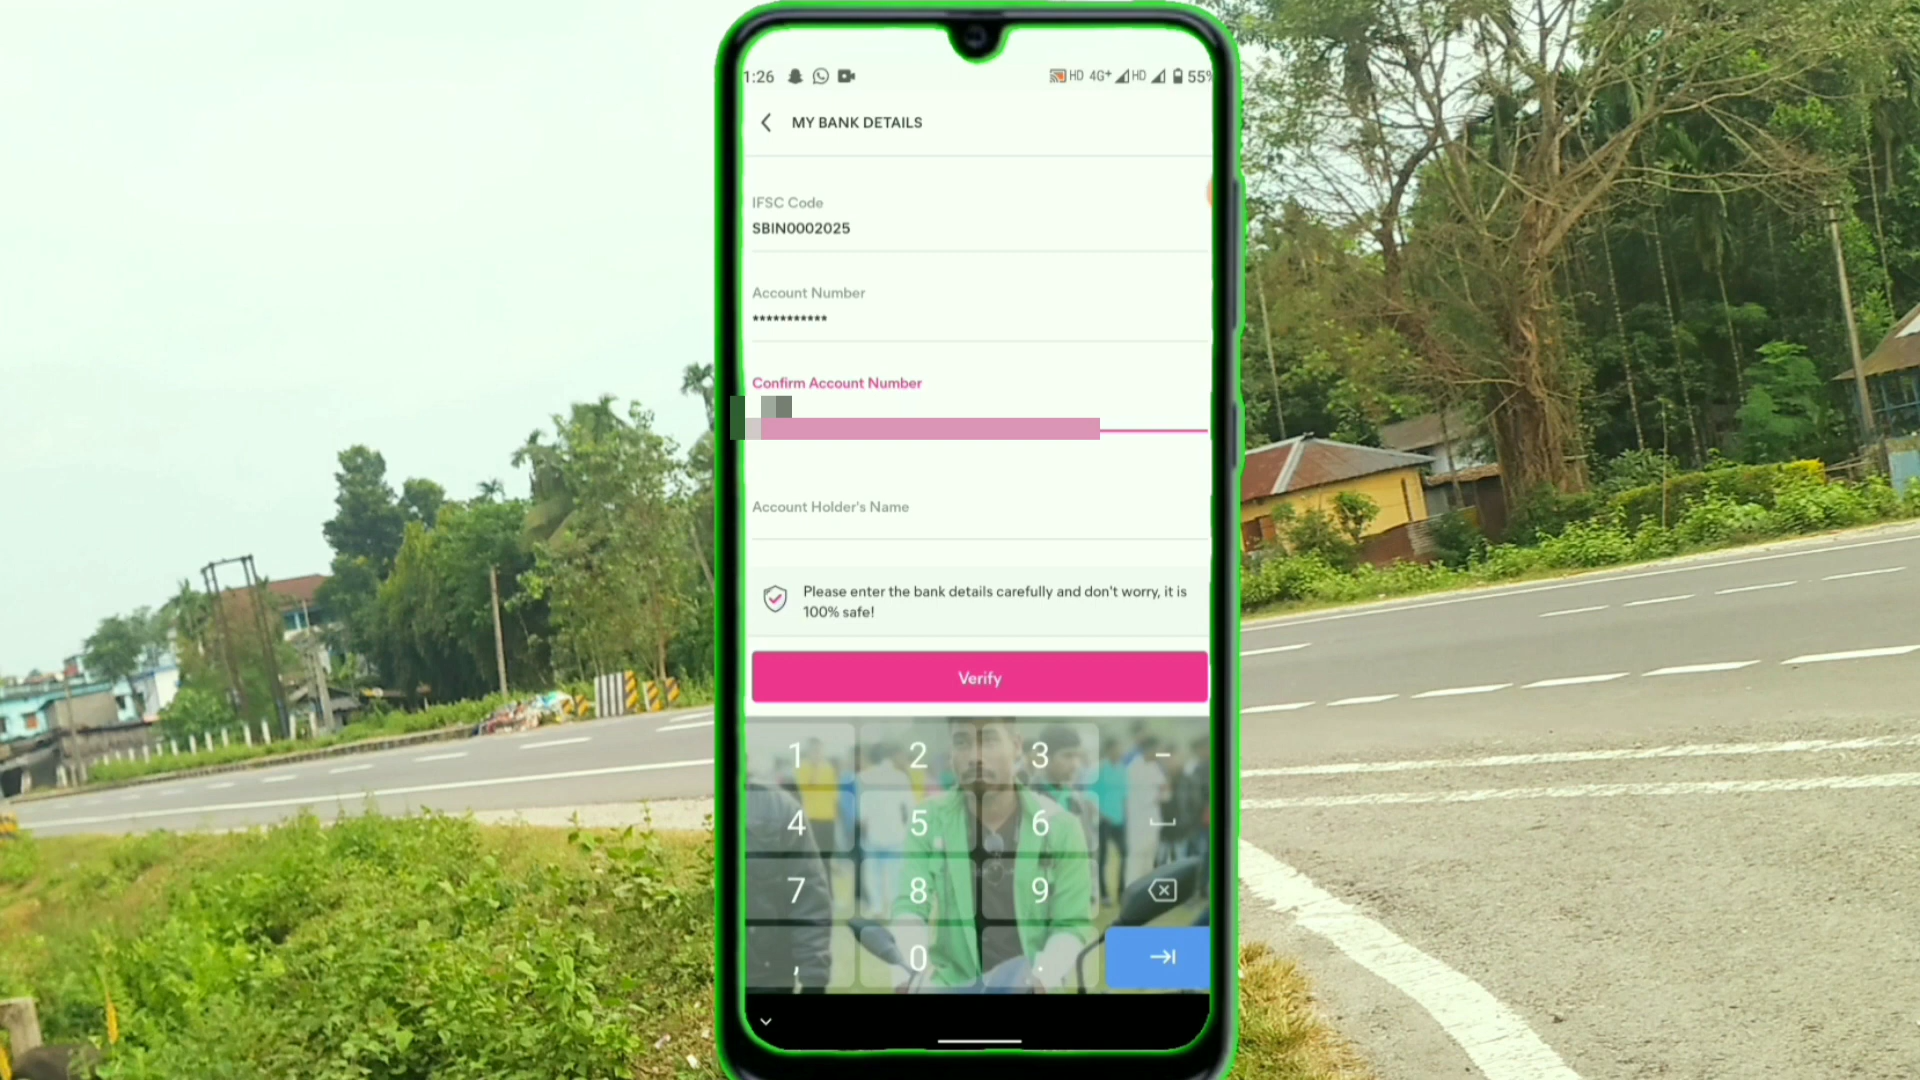 1:26 HD 4G+ HD 55%
MY BANK DETAILS
IFSC Code
SBIN0002025
Account Number
***********
Confirm Account Number
Account Holder's Name
Please enter the bank details carefully and don't worry, it is
100% safe!
Verify
1 2 3 -
4 5 6
7 8 9
, 0 .